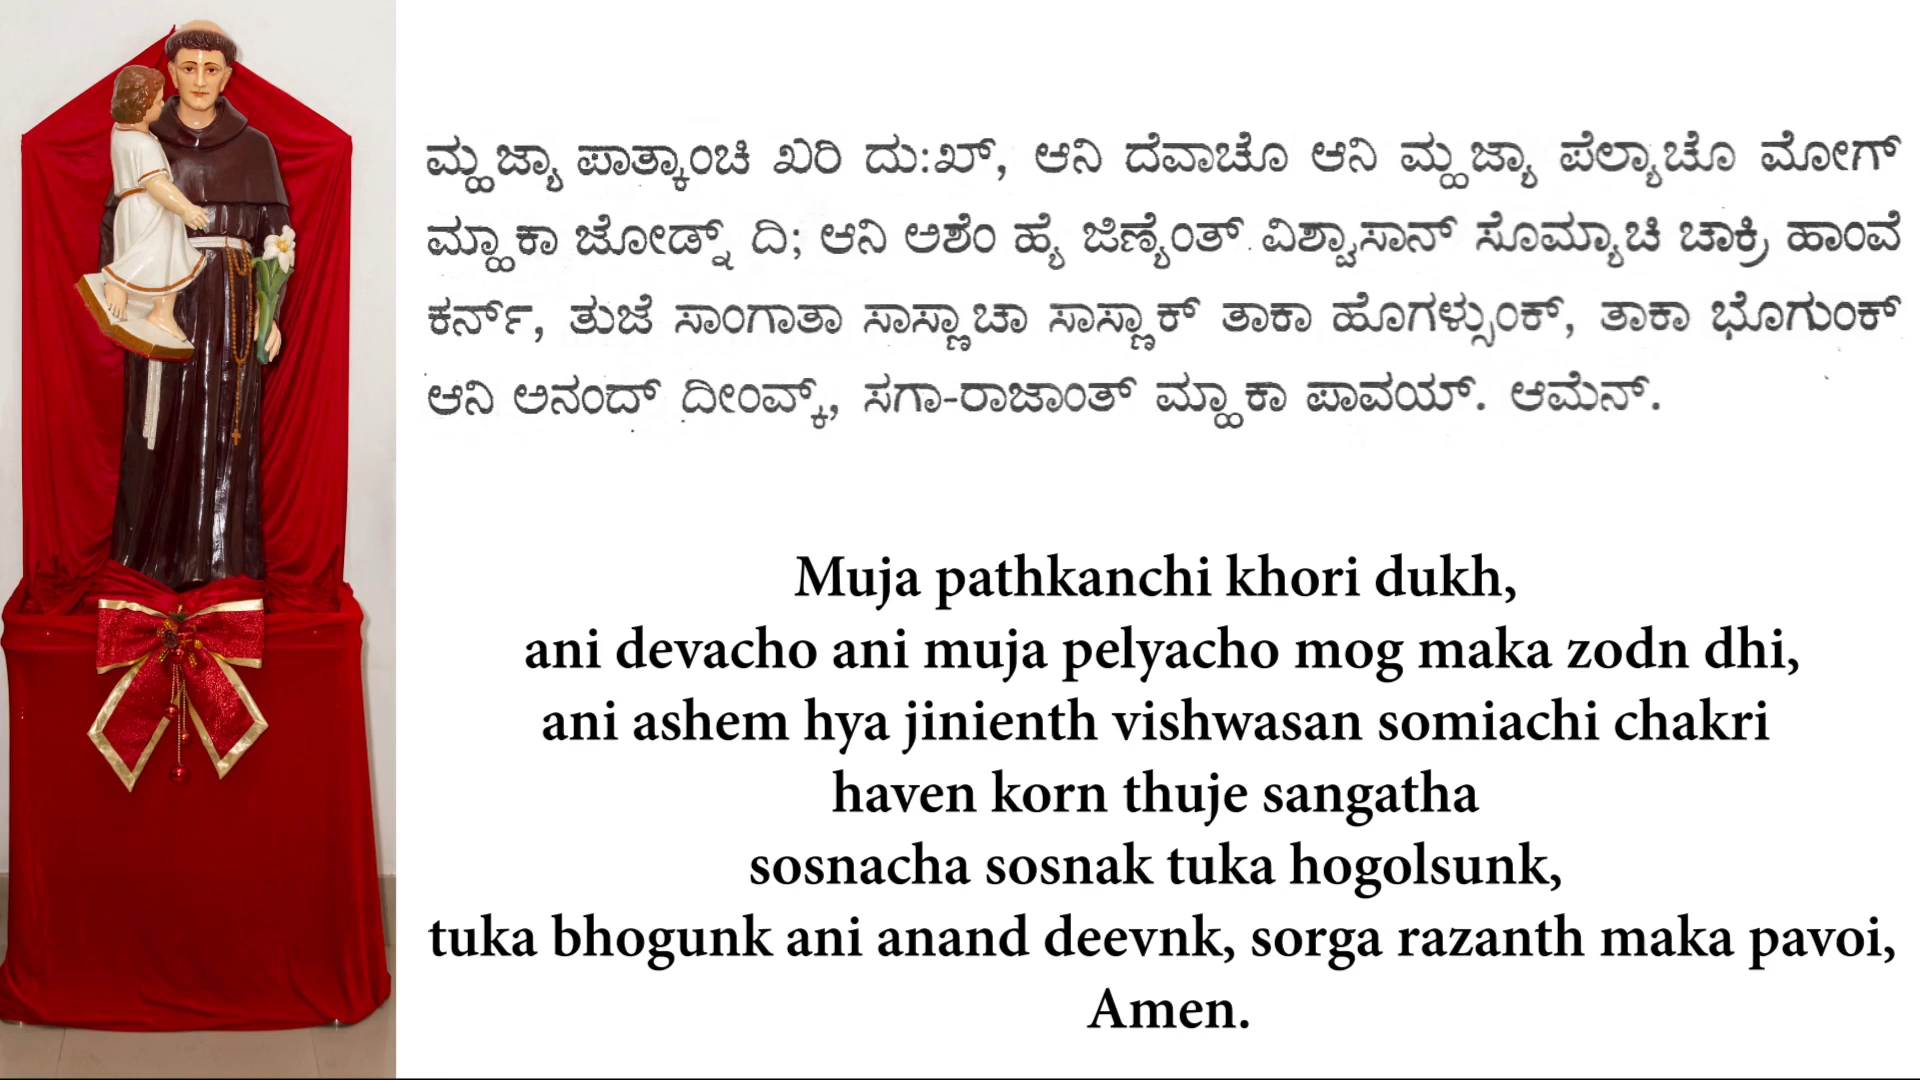 ಮ್ಹಜ್ಯಾ ಪಾತ್ಕಾಂಚಿ ಖರಿ ದು:ಖ್, ಆನಿ ದೆವಾಚೊ ಆನಿ ಮ್ಹಜ್ಯಾ ಪೆಲ್ಯಾಚೊ ಮೋಗ್
ಮ್ಹಾಕಾ ಜೋಡ್ನ್ ದಿ; ಆನಿ ಅಶೆಂ ಹ್ಯೆ ಜಿಣ್ಯೆಂತ್ ವಿಶ್ವಾಸಾನ್ ಸೊಮ್ಯಾಚಿ ಚಾಕ್ರಿ ಹಾಂವೆ
ಕರ್ನ್, ತುಜೆ ಸಾಂಗಾತಾ ಸಾಸ್ಣಾಚಾ ಸಾಸ್ಣಾಕ್ ತಾಕಾ ಹೊಗಳ್ಸುಂಕ್, ತಾಕಾ ಭೊಗುಂಕ್
ಆನಿ ಅನಂದ್ ದೀಂವ್ಕ್, ಸಗಾ-ರಾಜಾಂತ್ ಮ್ಹಾಕಾ ಪಾವಯ್. ಆಮೆನ್.
Muja pathkanchi khori dukh,
ani devacho ani muja pelyacho mog maka zodn dhi,
ani ashem hya jinienth vishwasan somiachi chakri
haven korn thuje sangatha
sosnacha sosnak tuka hogolsunk,
tuka bhogunk ani anand deevnk, sorga razanth maka pavoi,
Amen.